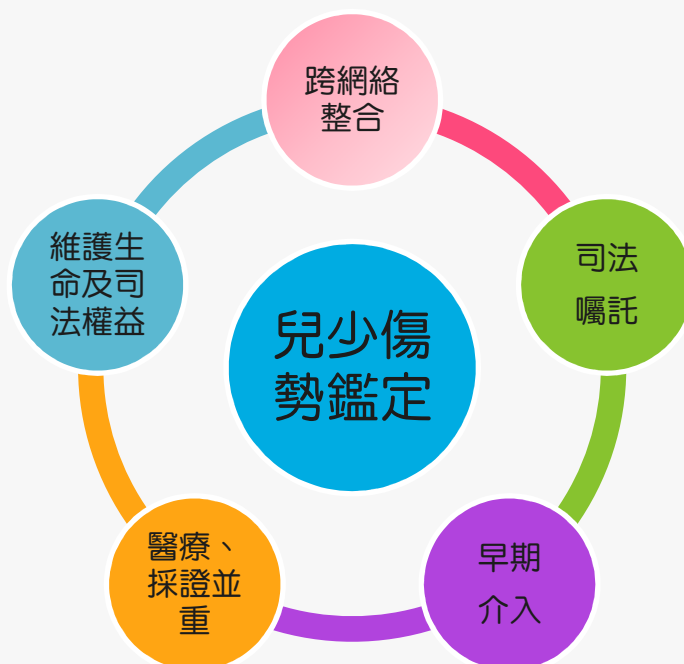 跨網絡
整合
司法
囑託
早期
介入
醫療、
採證並
重
維護生
命及司
法權益
兒少傷
勢鑑定